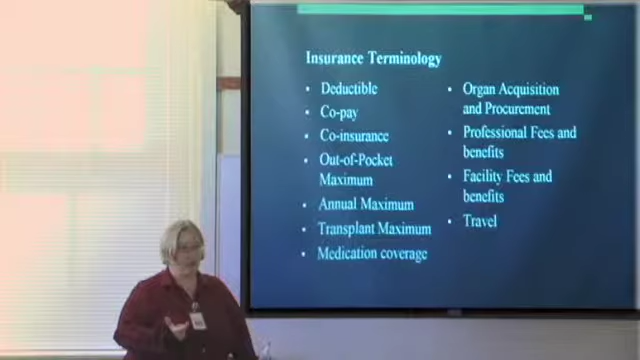 Insurance Terminology
• Deductible
• Co-pay
• Co-insurance
• Out-of-Pocket
Maximum
• Annual Maximum
• Transplant Maximum
• Medication coverage
• Organ Acquisition
and Procurement
• Professional Fees and
benefits
• Facility Fees and
benefits
• Travel